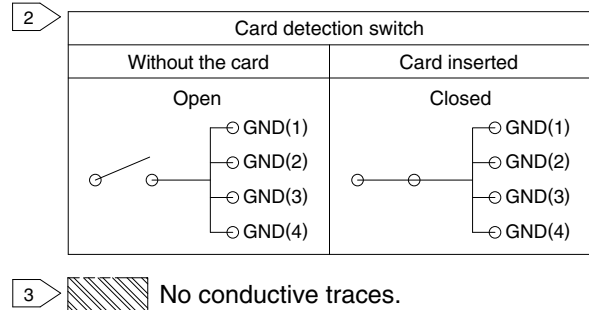 2
Card detection switch
Without the card Card inserted
Open Closed
GND(1) GND(1)
GND(2) GND(2)
GND(3) GND(3)
GND(4) GND(4)
3 No conductive traces.